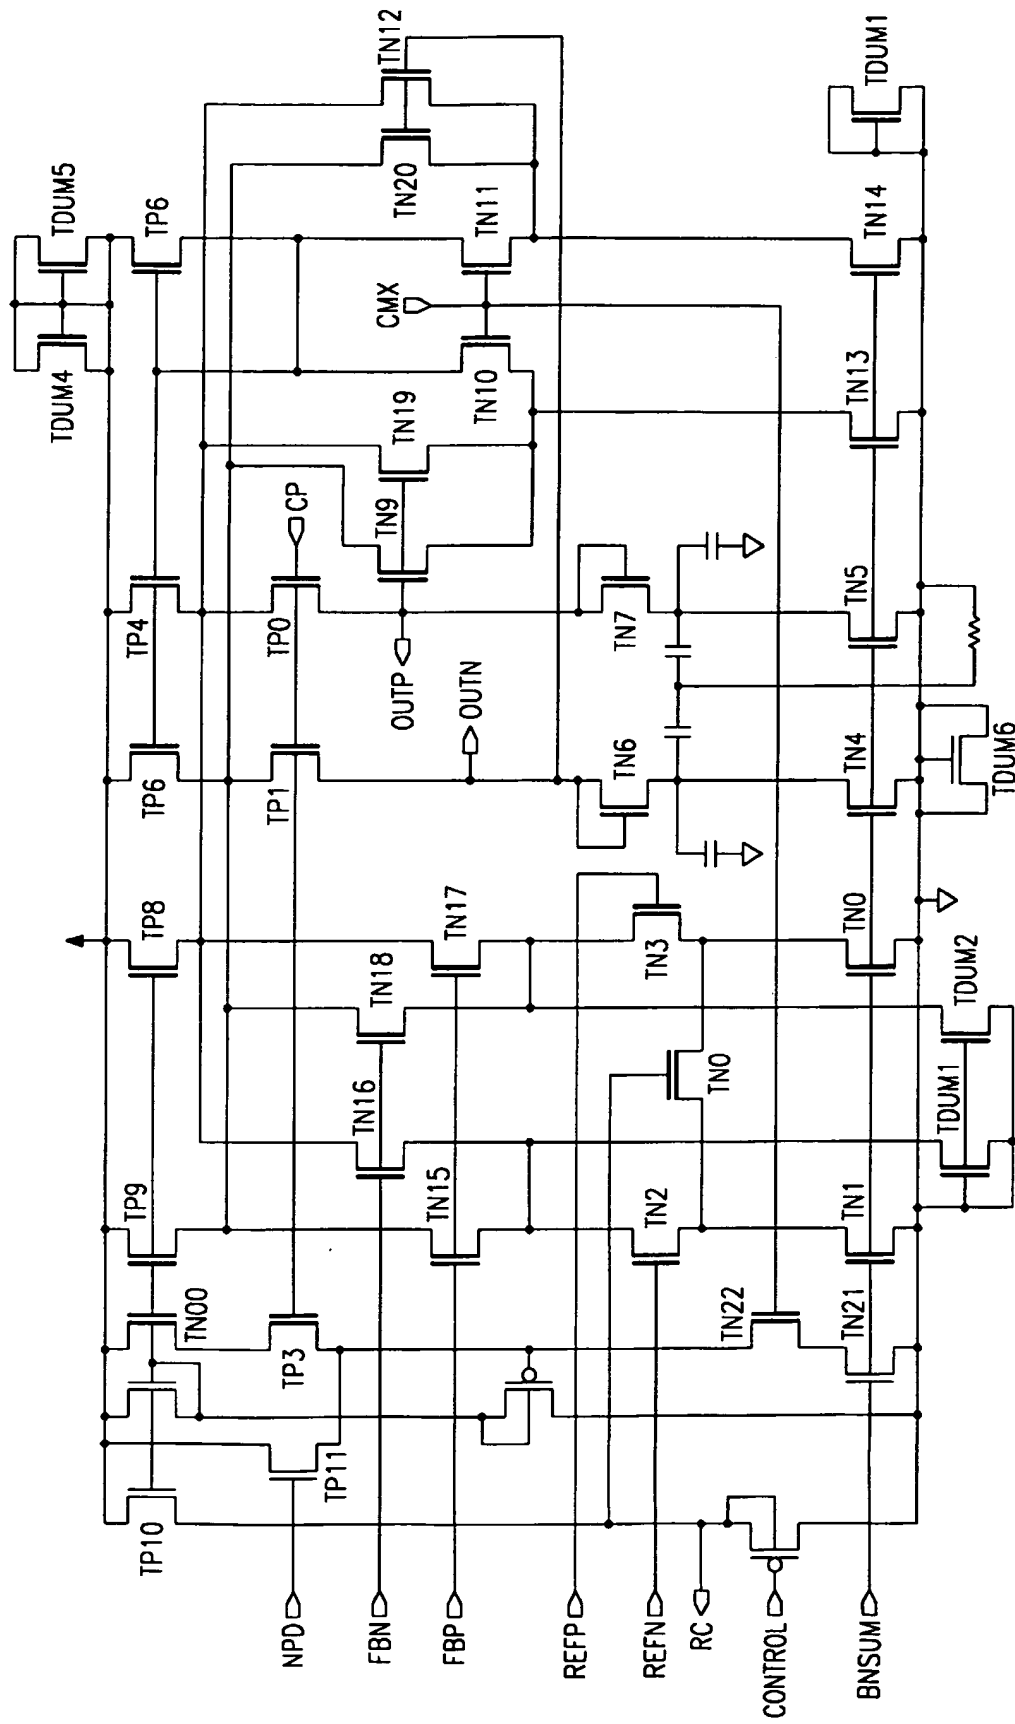 NPD
FBN
FBP
REFP
REFN
RC
CONTROL
BNSUM
TP10
TP11
TP3
TN00
TP9
TN15
TN16
TN18
TN17
TP8
TN22
TN21
TN2
TN1
TN0
TN3
TN0
TDUM1
TDUM2
TP6
TP1
TP4
TP0
CP
OUTP
OUTN
TN6
TN7
TN4
TN5
TDUM6
TN9
TN19
TN10
CMX
TN11
TN20
TN12
TDUM4
TDUM5
TP6
TN13
TN14
TDUM1